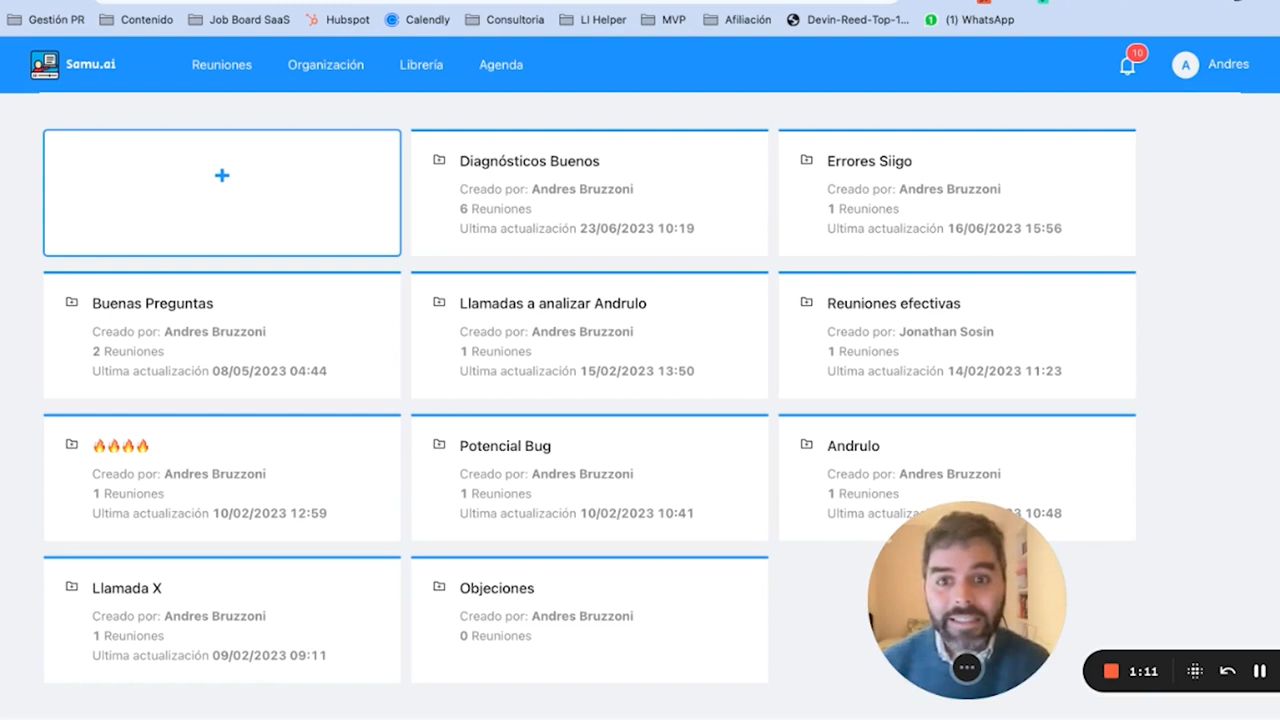 Gestión PR
Contenido
Job Board SaaS
Hubspot
Calendly
Consultoria
LI Helper
MVP
Afiliación
Devin-Reed-Top-1...
(1) WhatsApp
Samu.ai
Reuniones
Organización
Librería
Agenda
10
A
Andres
+
Diagnósticos Buenos
Creado por: Andres Bruzzoni
6 Reuniones
Ultima actualización 23/06/2023 10:19
Errores Siigo
Creado por: Andres Bruzzoni
1 Reuniones
Ultima actualización 16/06/2023 15:56
Buenas Preguntas
Creado por: Andres Bruzzoni
2 Reuniones
Ultima actualización 08/05/2023 04:44
Llamadas a analizar Andrulo
Creado por: Andres Bruzzoni
1 Reuniones
Ultima actualización 15/02/2023 13:50
Reuniones efectivas
Creado por: Jonathan Sosin
1 Reuniones
Ultima actualización 14/02/2023 11:23
🔥🔥🔥🔥
Creado por: Andres Bruzzoni
1 Reuniones
Ultima actualización 10/02/2023 12:59
Potencial Bug
Creado por: Andres Bruzzoni
1 Reuniones
Ultima actualización 10/02/2023 10:41
Andrulo
Creado por: Andres Bruzzoni
1 Reuniones
Ultima 10:48
Llamada X
Creado por: Andres Bruzzoni
1 Reuniones
Ultima actualización 09/02/2023 09:11
Objeciones
Creado por: Andres Bruzzoni
0 Reuniones
1:11